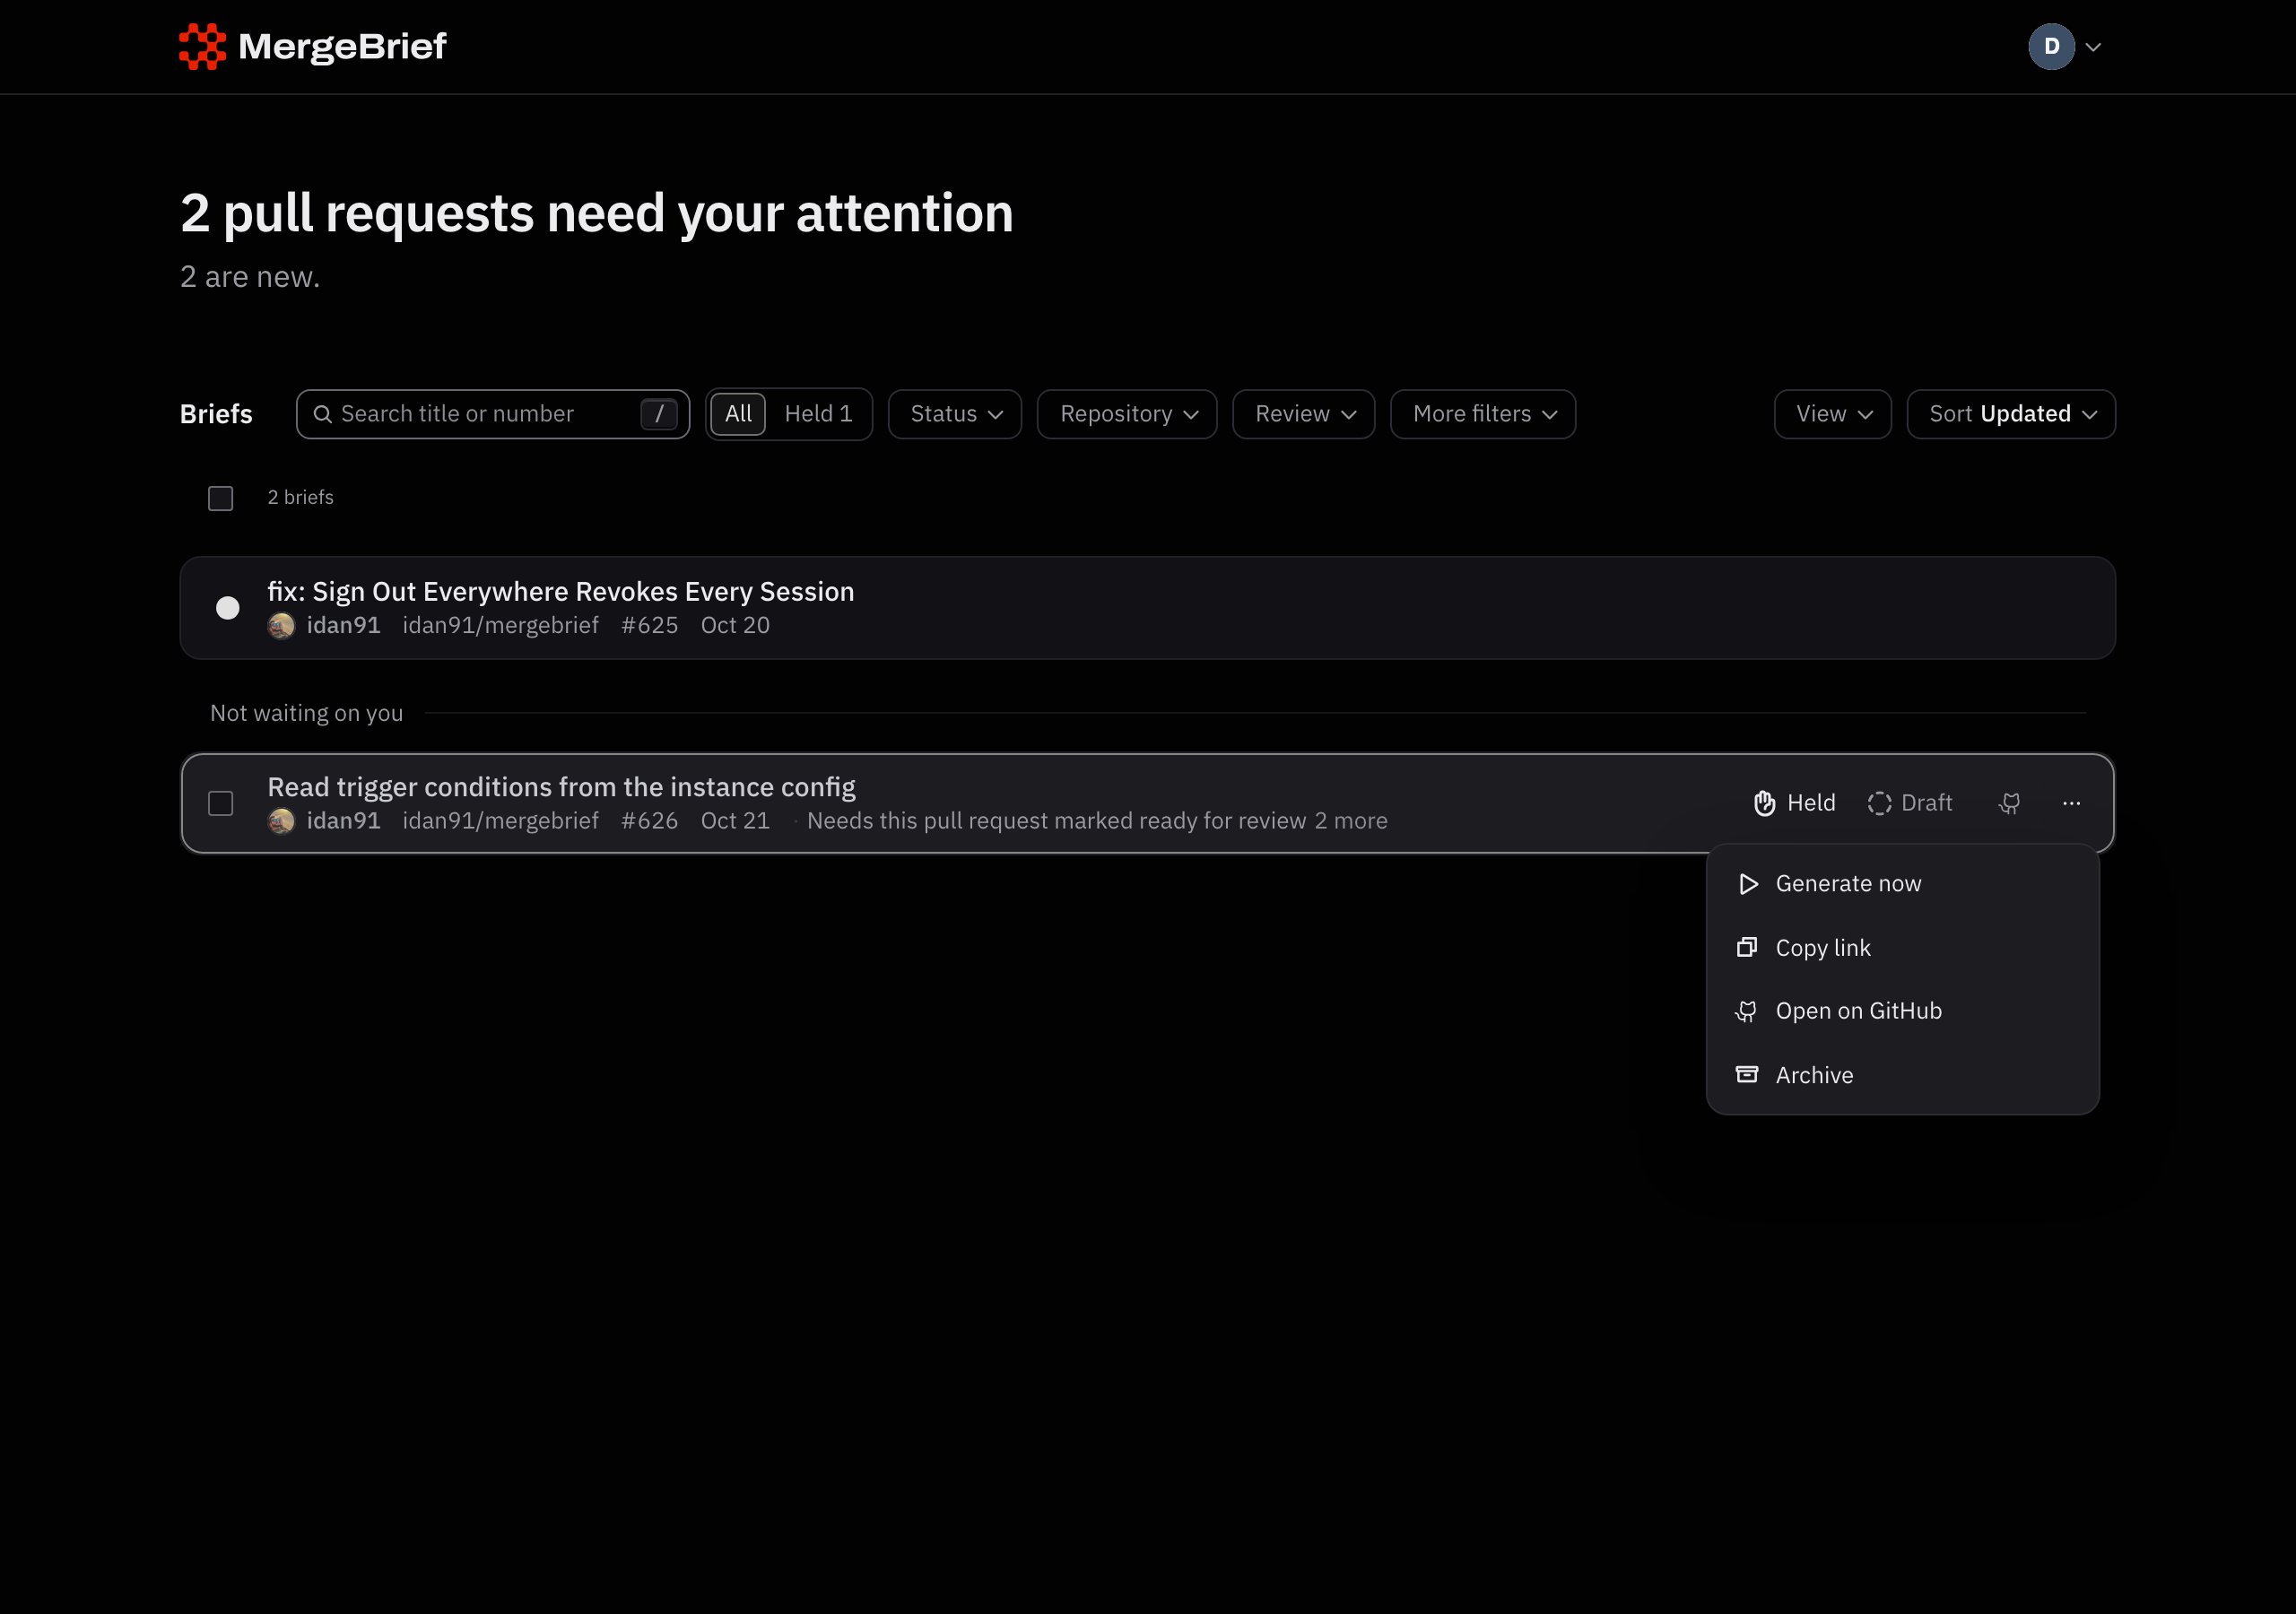 MergeBrief
D
2 pull requests need your attention
2 are new.
Briefs
Search title or number /
All Held 1
Status
Repository
Review
More filters
View
Sort Updated
2 briefs
fix: Sign Out Everywhere Revokes Every Session
idan91 idan91/mergebrief #625 Oct 20
Not waiting on you
Read trigger conditions from the instance config
idan91 idan91/mergebrief #626 Oct 21 · Needs this pull request marked ready for review 2 more
Held
Draft
Generate now
Copy link
Open on GitHub
Archive